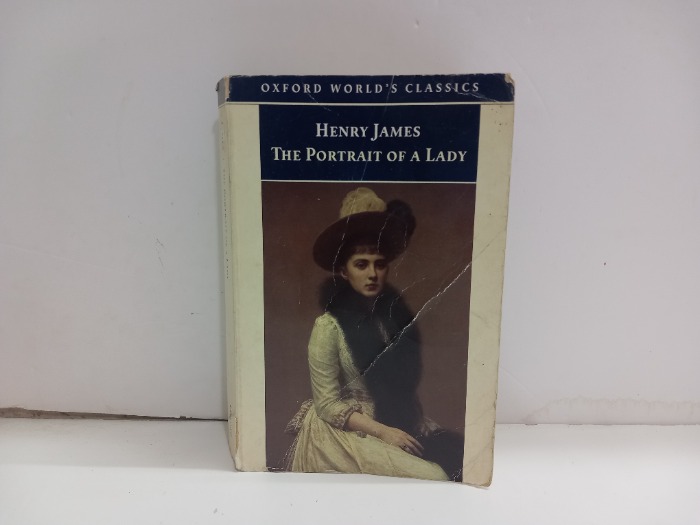 OXFORD WORLD'S CLASSICS
HENRY JAMES
THE PORTRAIT OF A LADY